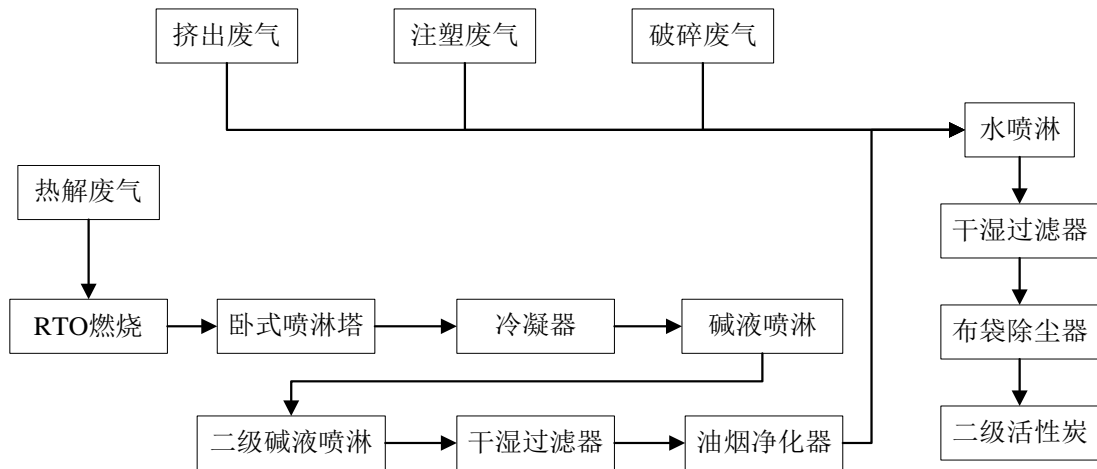 挤出废气
注塑废气
破碎废气
水喷淋
热解废气
干湿过滤器
RTO燃烧
卧式喷淋塔
冷凝器
碱液喷淋
布袋除尘器
二级碱液喷淋
干湿过滤器
油烟净化器
二级活性炭